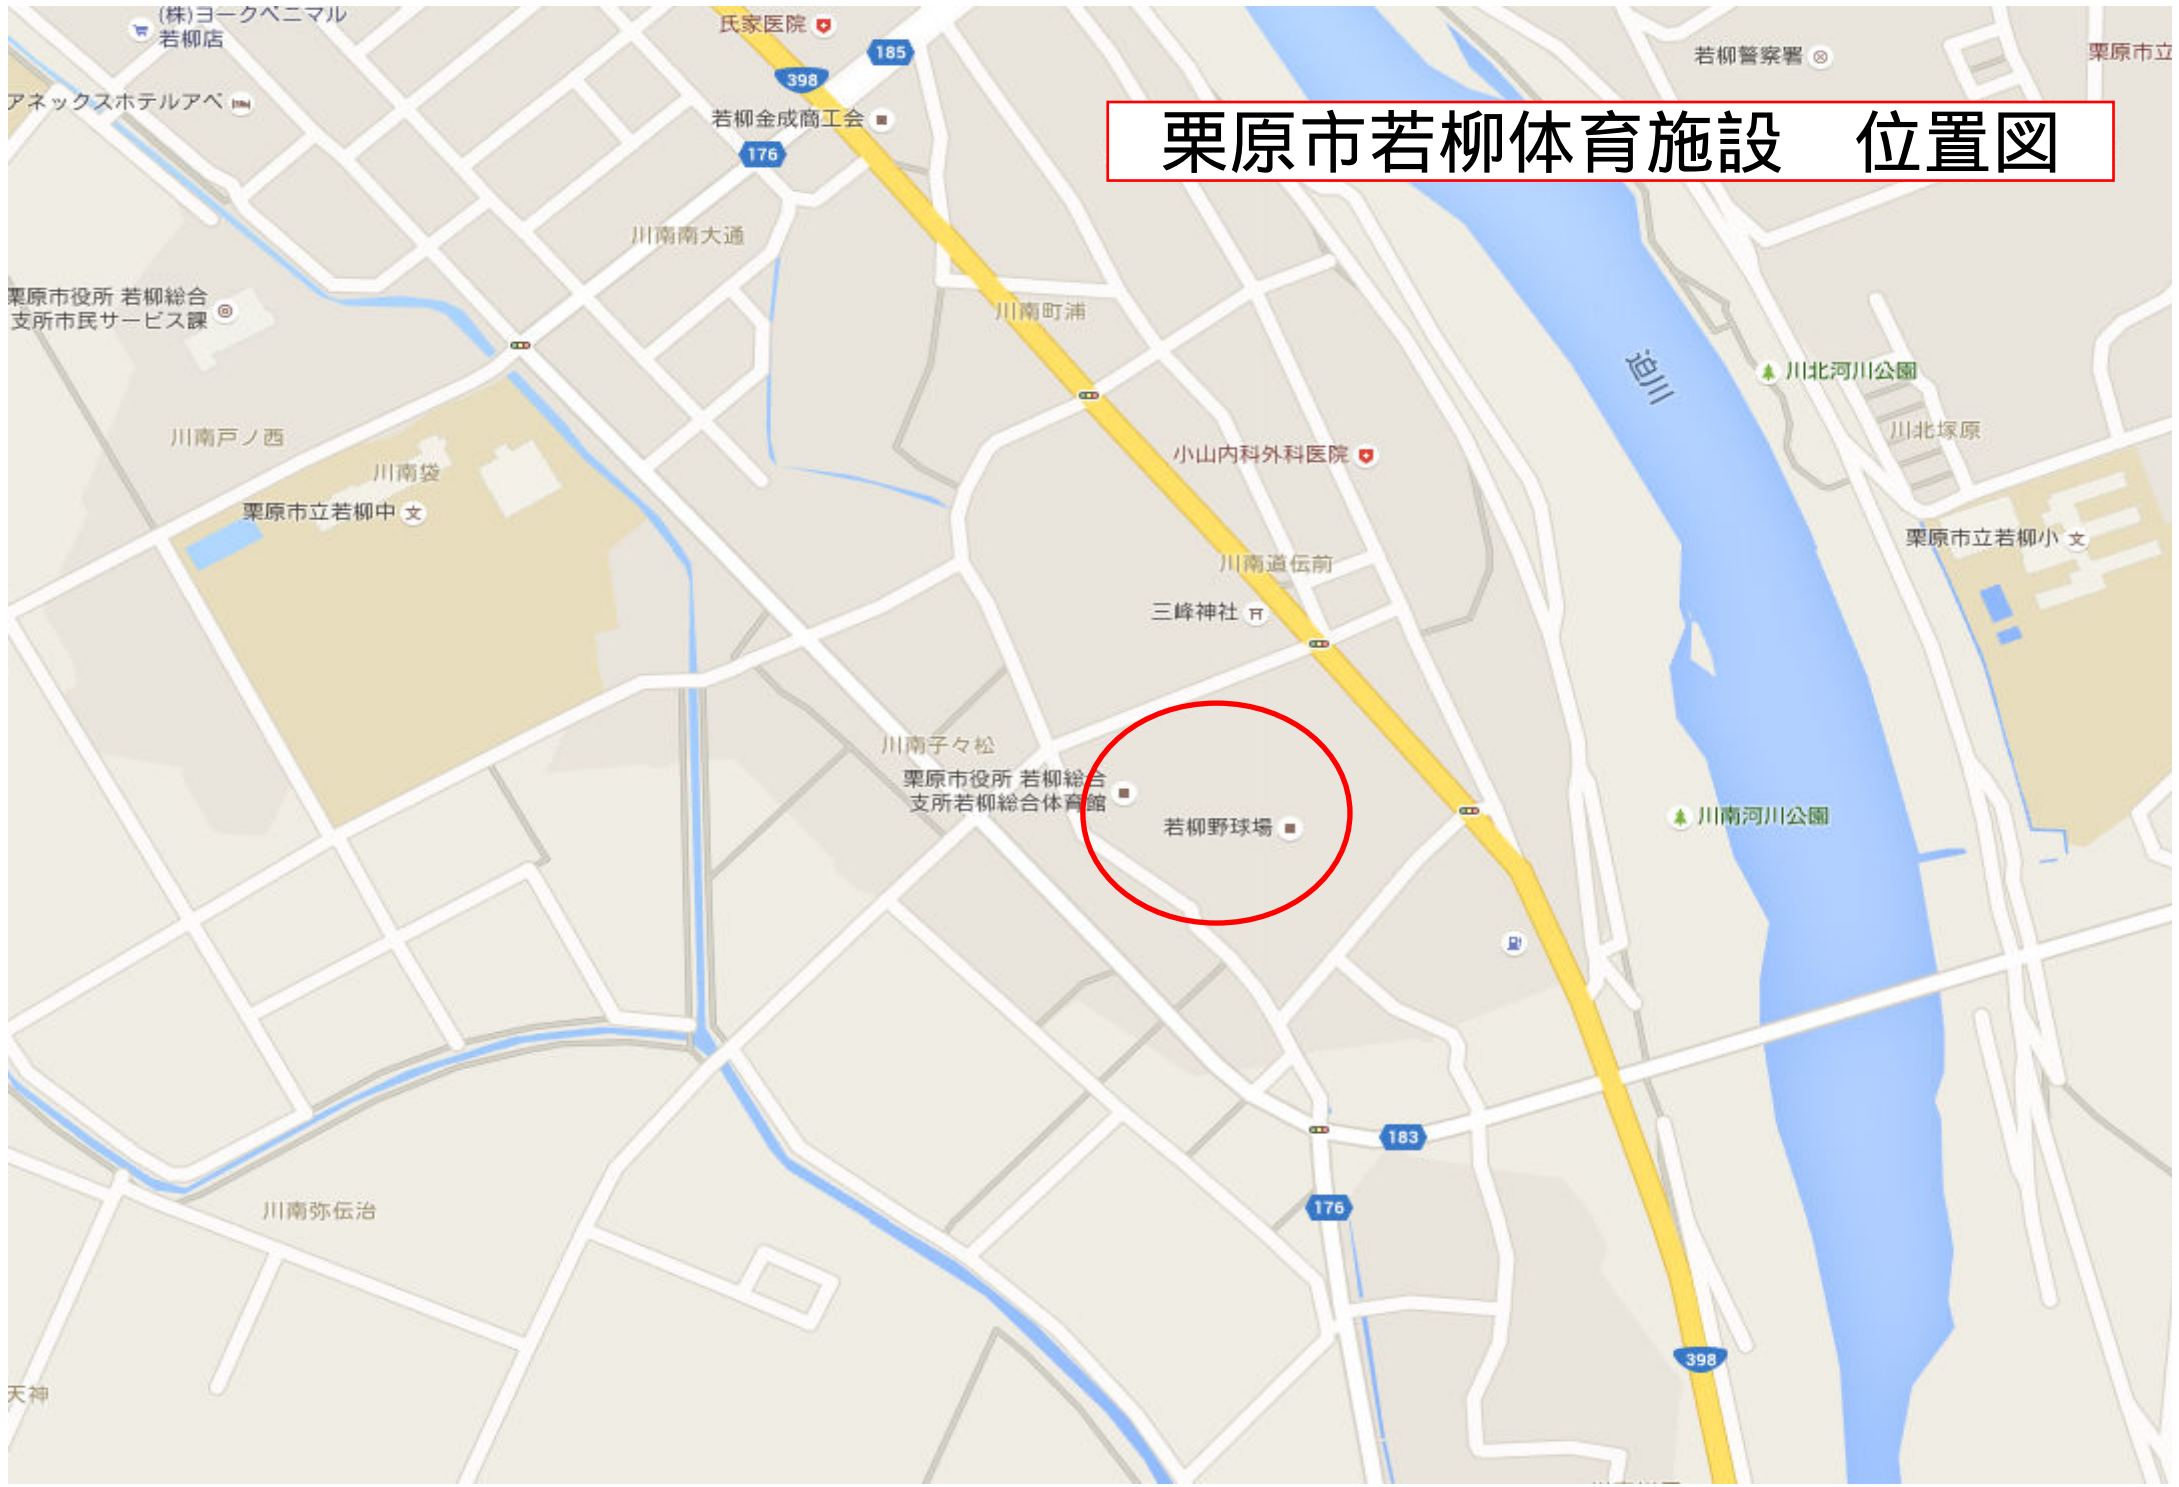 (株)ヨークベニマル
若柳店
氏家医院
185
398
若柳警察署
栗原市立
アネックスホテルアベ
若柳金成商工会
176
栗原市若柳体育施設　位置図
川南南大通
栗原市役所 若柳総合
支所市民サービス課
川南町浦
迫川
川北河川公園
川南戸ノ西
川北塚原
小山内科外科医院
川南袋
栗原市立若柳中
栗原市立若柳小
川南道伝前
三峰神社
川南子々松
栗原市役所 若柳総合
支所若柳総合体育館
若柳野球場
川南河川公園
183
176
川南弥伝治
398
天神